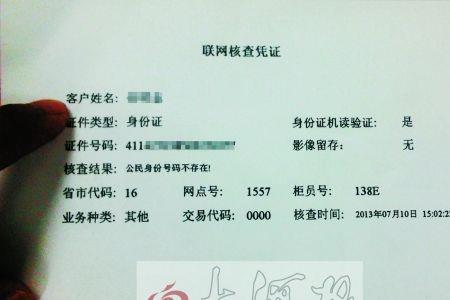 联网核查凭证
客户姓名:
证件类型: 身份证 身份证机读验证: 是
证件号码: 411 影像留存: 无
核查结果: 公民身份号码不存在!
省市代码: 16 网点号: 1557 柜员号: 138E
业务种类: 其他 交易代码: 0000 核查时间: 2013年07月10日 15:02:2
大河报